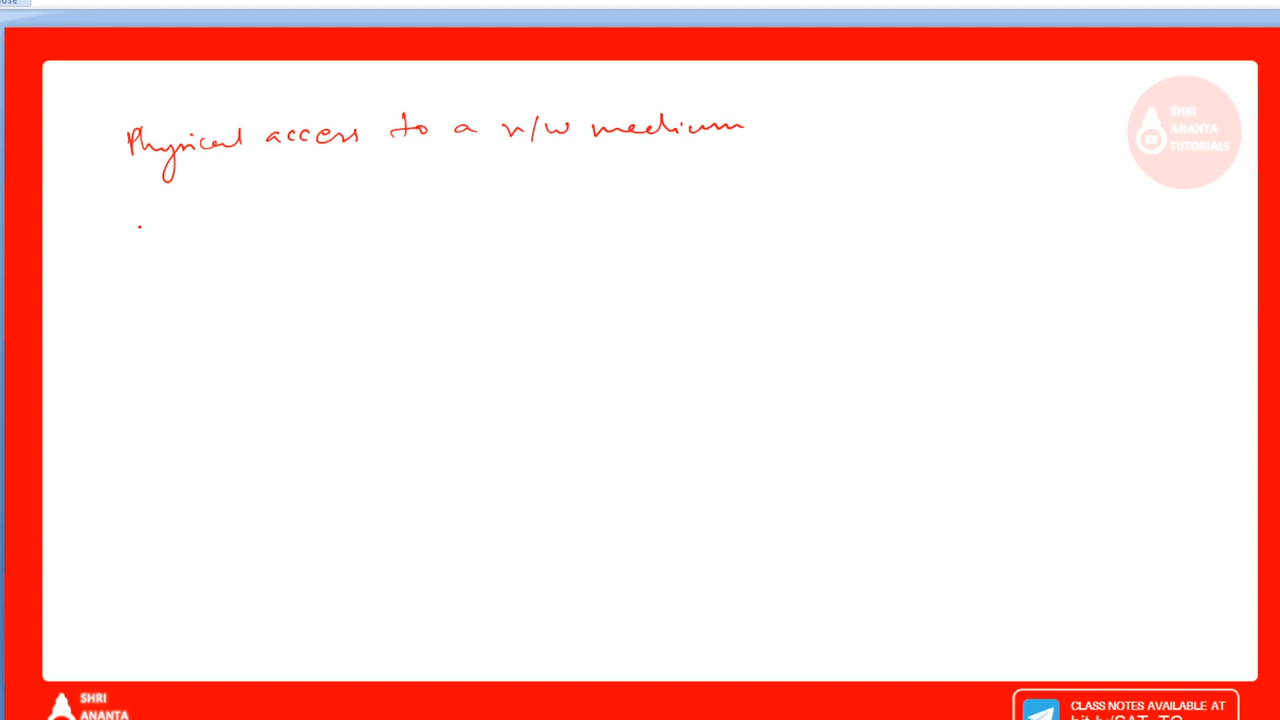 Physical access to a n/w medium
SHRI
ANANTA
TUTORIALS
SHRI
ANANTA
CLASS NOTES AVAILABLE AT